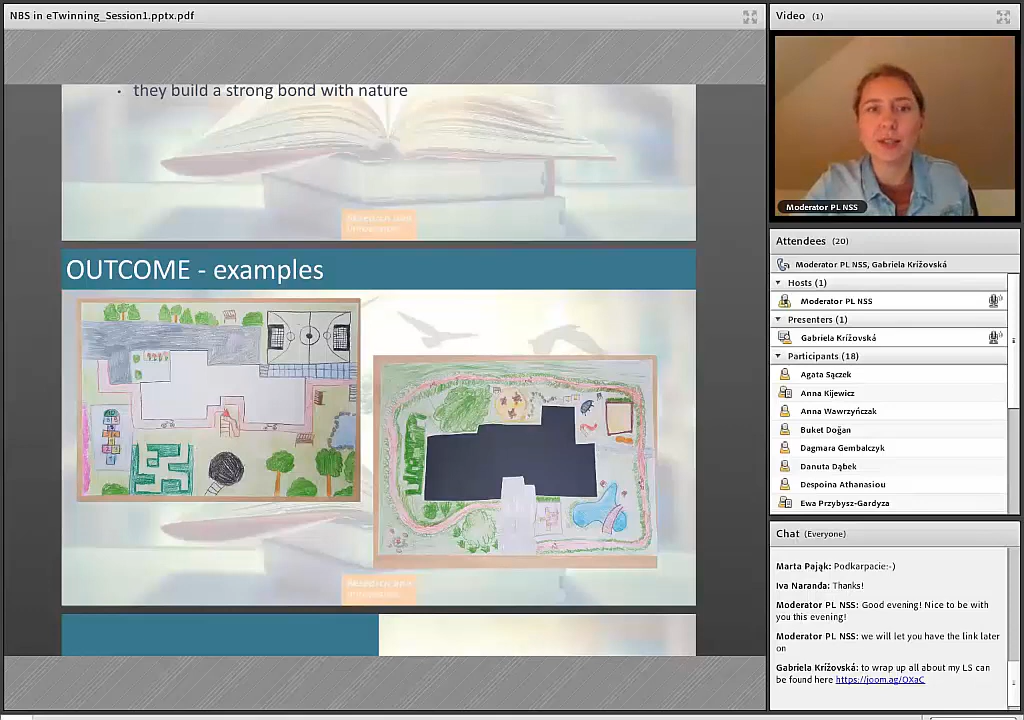 NBS in eTwinning_Session1.pptx.pdf
• they build a strong bond with nature
OUTCOME - examples
Video (1)
Moderator PL NSS
Attendees (20)
Moderator PL NSS, Gabriela Krížovská
Hosts (1)
Moderator PL NSS
Presenters (1)
Gabriela Krížovská
Participants (18)
Agata Sączek
Anna Kijewicz
Anna Wawrzyńczak
Buket Doğan
Dagmara Gembalczyk
Danuta Dąbek
Despoina Athanasiou
Ewa Przybysz-Gardyza
Chat (Everyone)
Marta Pająk: Podkarpacie:-)
Iva Naranda: Thanks!
Moderator PL NSS: Good evening! Nice to be with
you this evening!
Moderator PL NSS: we will let you have the link later
on
Gabriela Krížovská: to wrap up all about my LS can
be found here https://joom.ag/OXaC